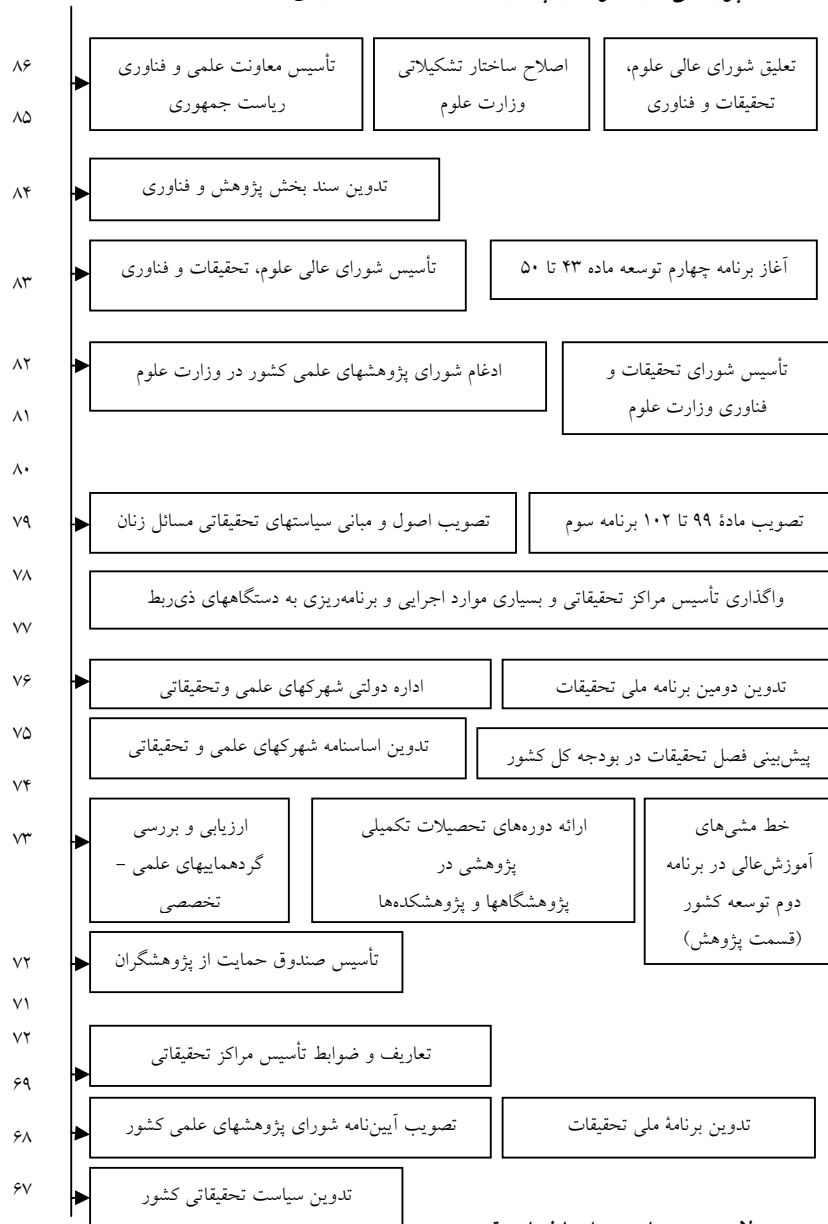 ۸۶
تعلیق شورای عالی علوم،
تحقیقات و فناوری
اصلاح ساختار تشکیلاتی
وزارت علوم
تأسیس معاونت علمی و فناوری
ریاست جمهوری
۸۵
۸۴
تدوین سند بخش پژوهش و فناوری
آغاز برنامه چهارم توسعه ماده ۴۳ تا ۵۰
تأسیس شورای عالی علوم، تحقیقات و فناوری
۸۳
۸۲
تأسیس شورای تحقیقات و
فناوری وزارت علوم
ادغام شورای پژوهشهای علمی کشور در وزارت علوم
۸۱
۸۰
۷۹
تصویب مادۀ ۹۹ تا ۱۰۲ برنامه سوم
تصویب اصول و مبانی سیاستهای تحقیقاتی مسائل زنان
۷۸
واگذاری تأسیس مراکز تحقیقاتی و بسیاری موارد اجرایی و برنامه‌ریزی به دستگاههای ذی‌ربط
۷۷
۷۶
تدوین دومین برنامه ملی تحقیقات
اداره دولتی شهرکهای علمی وتحقیقاتی
۷۵
پیش‌بینی فصل تحقیقات در بودجه کل کشور
تدوین اساسنامه شهرکهای علمی و تحقیقاتی
۷۴
۷۳
خط مشی‌های
آموزش‌عالی در برنامه
دوم توسعه کشور
(قسمت پژوهش)
ارائه دوره‌های تحصیلات تکمیلی
پژوهشی در
پژوهشگاهها و پژوهشکده‌ها
ارزیابی و بررسی
گردهماییهای علمی -
تخصصی
۷۲
تأسیس صندوق حمایت از پژوهشگران
۷۱
۷۲
تعاریف و ضوابط تأسیس مراکز تحقیقاتی
۶۹
۶۸
تدوین برنامۀ ملی تحقیقات
تصویب آیین‌نامه شورای پژوهشهای علمی کشور
۶۷
تدوین سیاست تحقیقاتی کشور